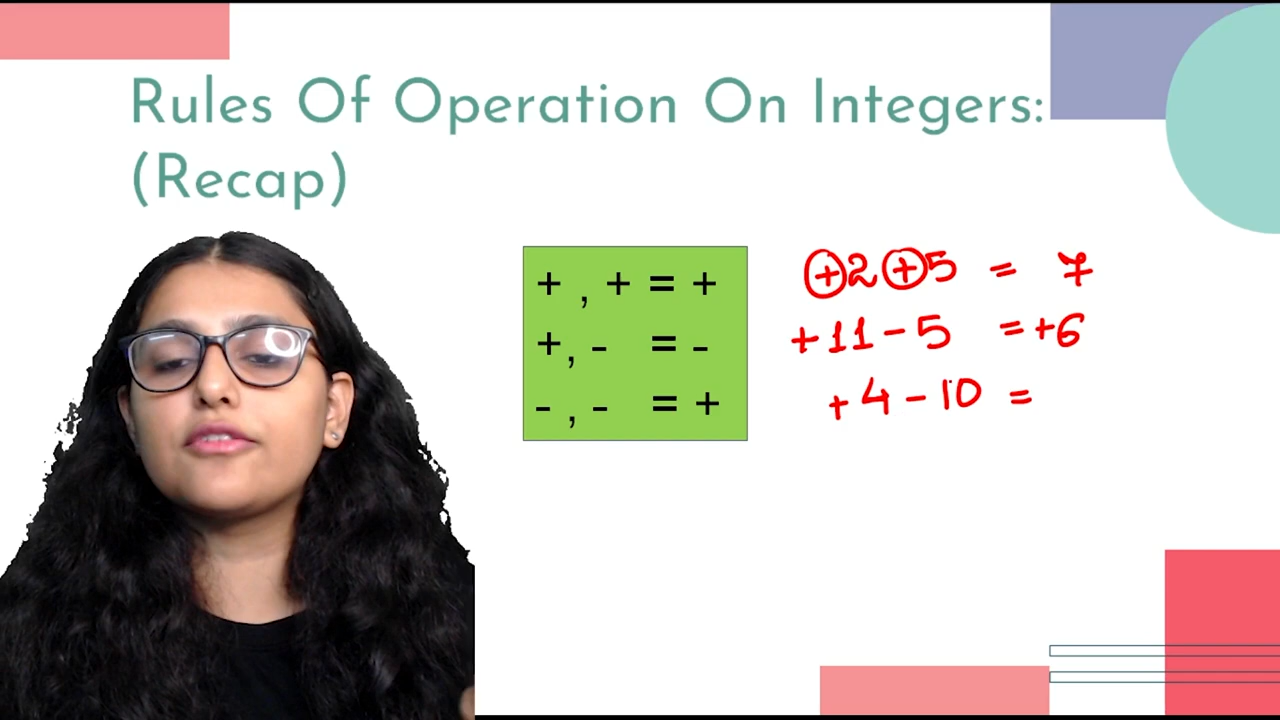 Rules Of Operation On Integers:
(Recap)
+ , + = +
+, - = -
- , - = +
+2+5 = 7
+11-5 = +6
+4-10 =